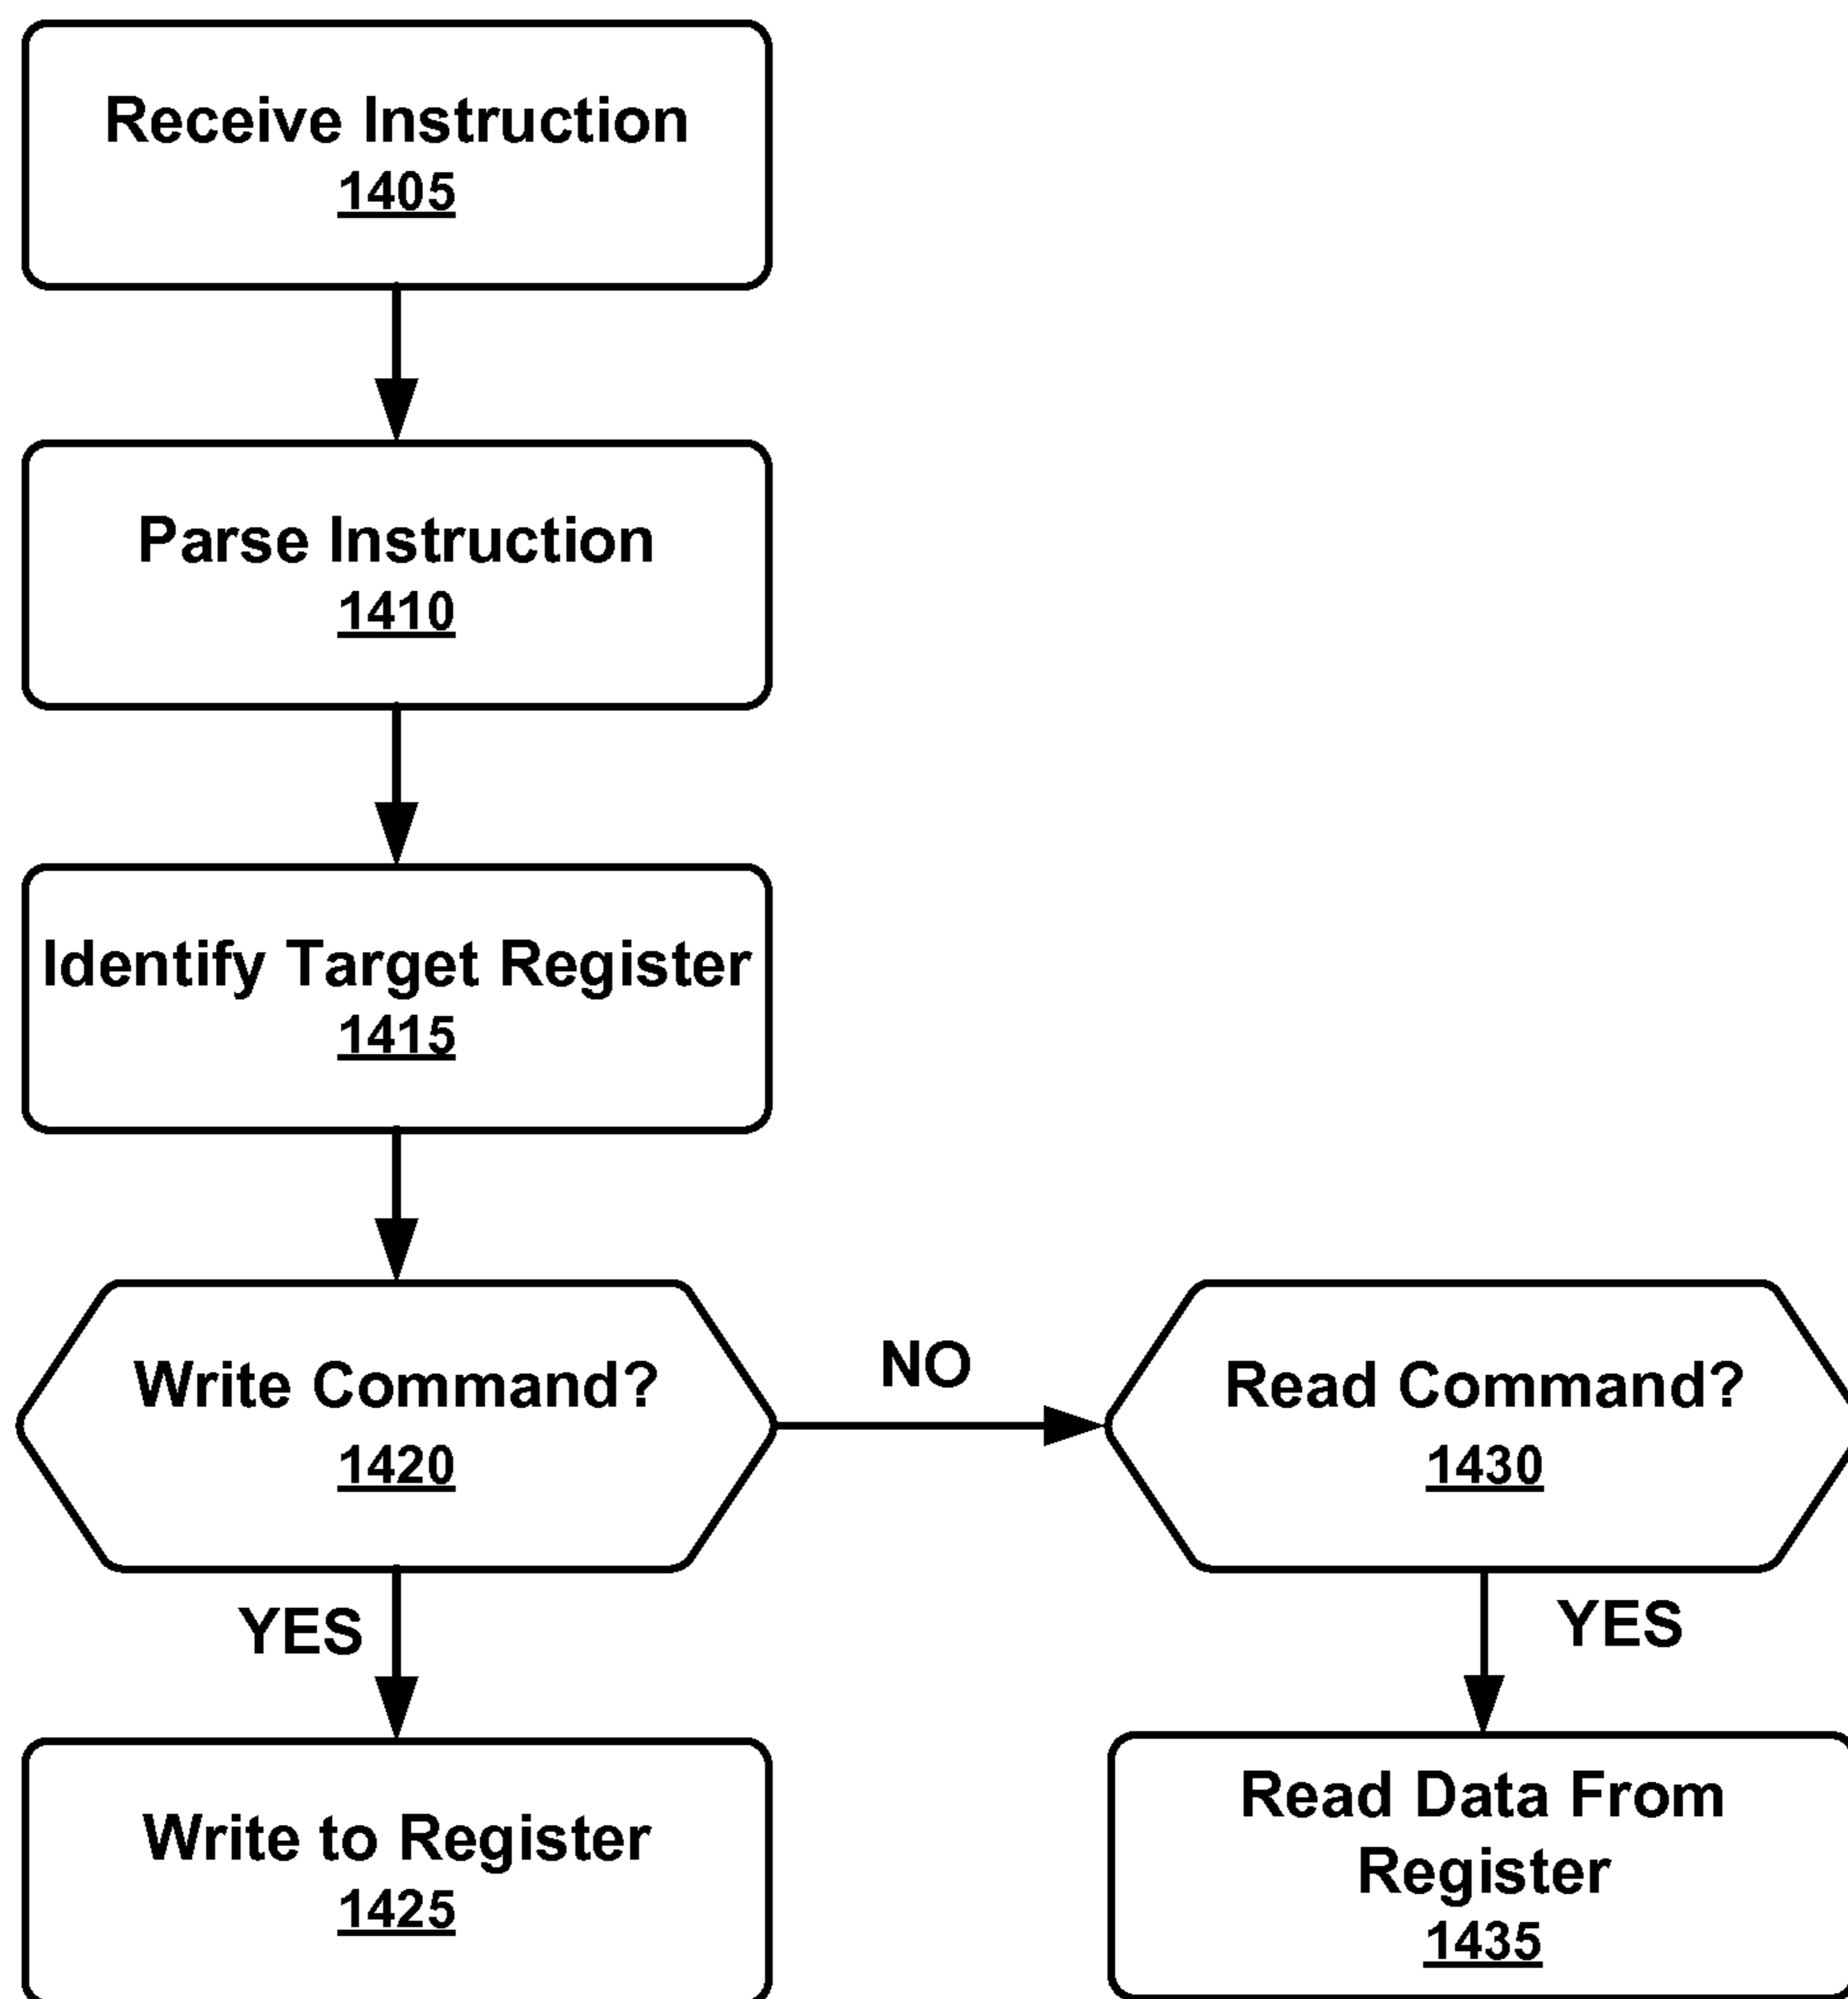 Receive Instruction
1405
Parse Instruction
1410
Identify Target Register
1415
Write Command?
1420
NO
Read Command?
1430
YES
YES
Write to Register
1425
Read Data From
Register
1435